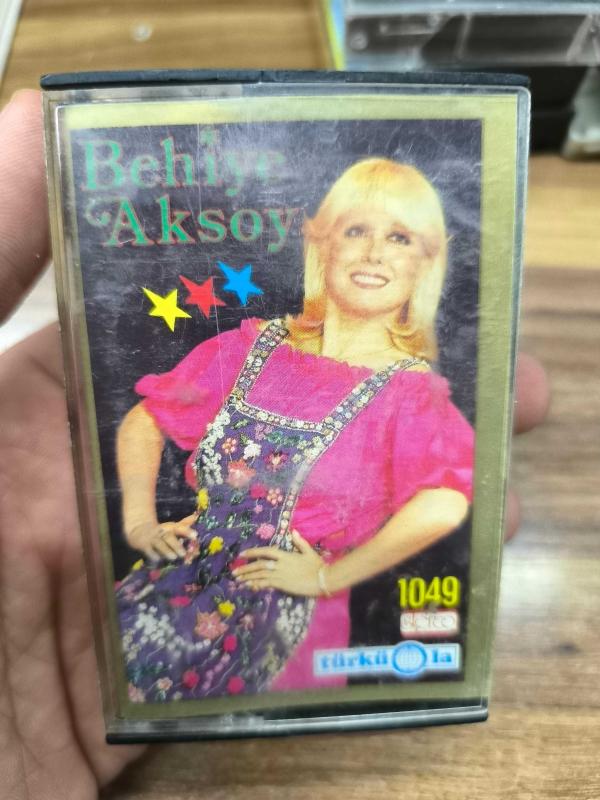 Behiye
Aksoy
1049
stereo
türküola